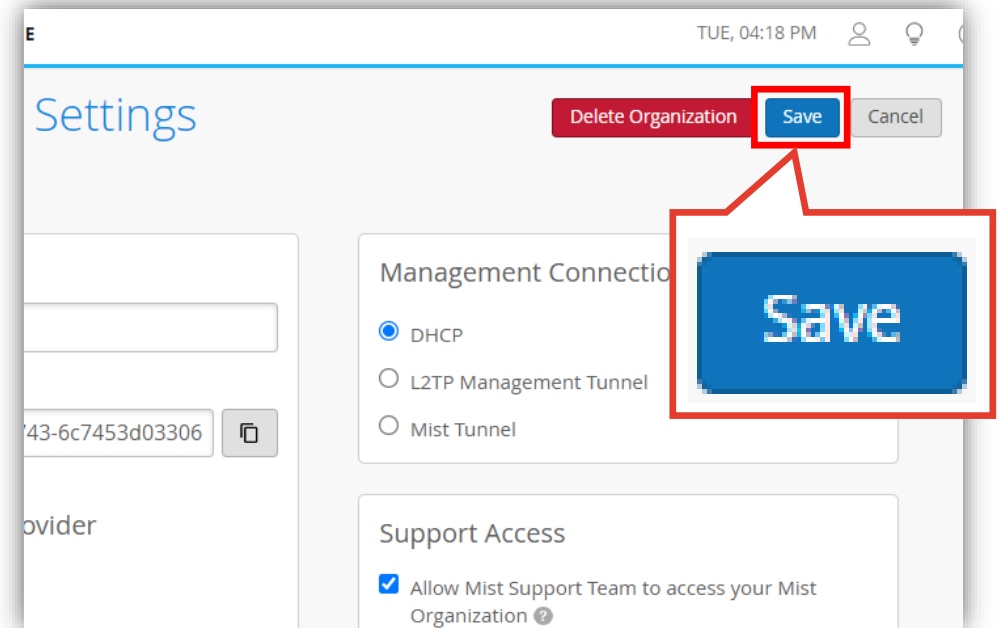 E
TUE, 04:18 PM
Settings
Delete Organization
Save
Cancel
Save
Management Connectio
DHCP
L2TP Management Tunnel
Mist Tunnel
43-6c7453d03306
ovider
Support Access
Allow Mist Support Team to access your Mist
Organization ?